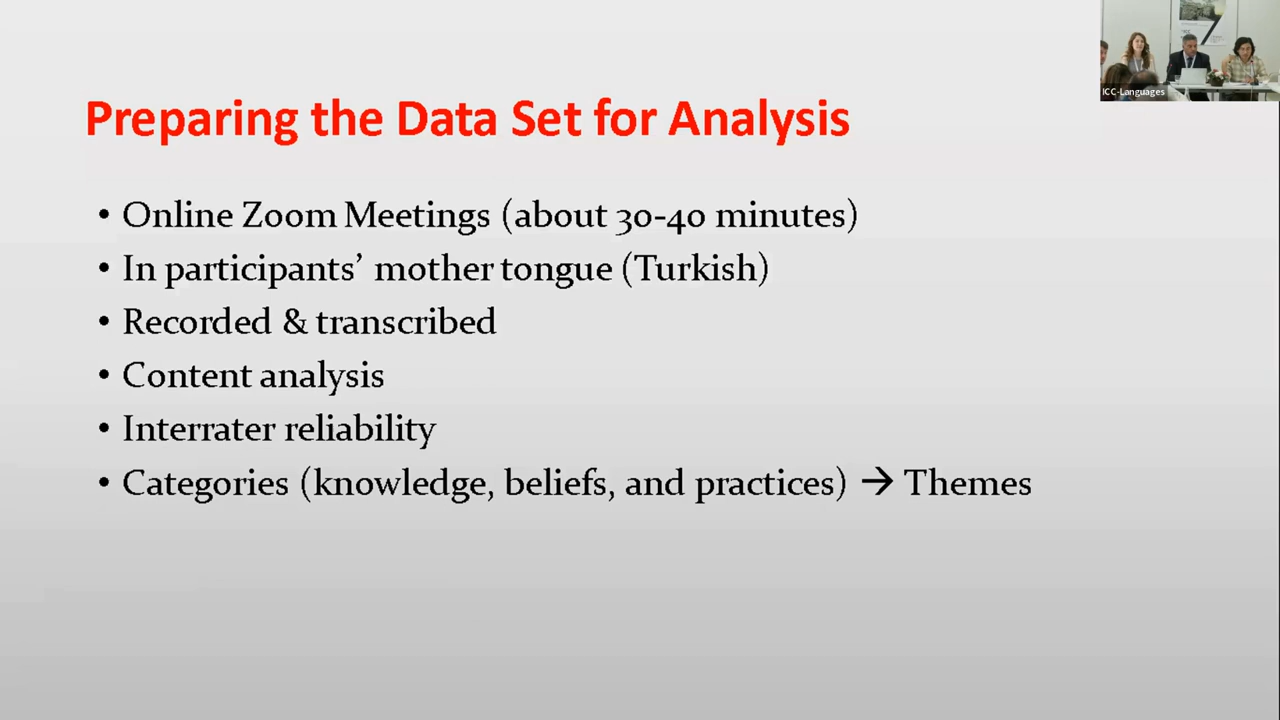 Preparing the Data Set for Analysis
• Online Zoom Meetings (about 30-40 minutes)
• In participants’ mother tongue (Turkish)
• Recorded & transcribed
• Content analysis
• Interrater reliability
• Categories (knowledge, beliefs, and practices) → Themes
ICC-Languages